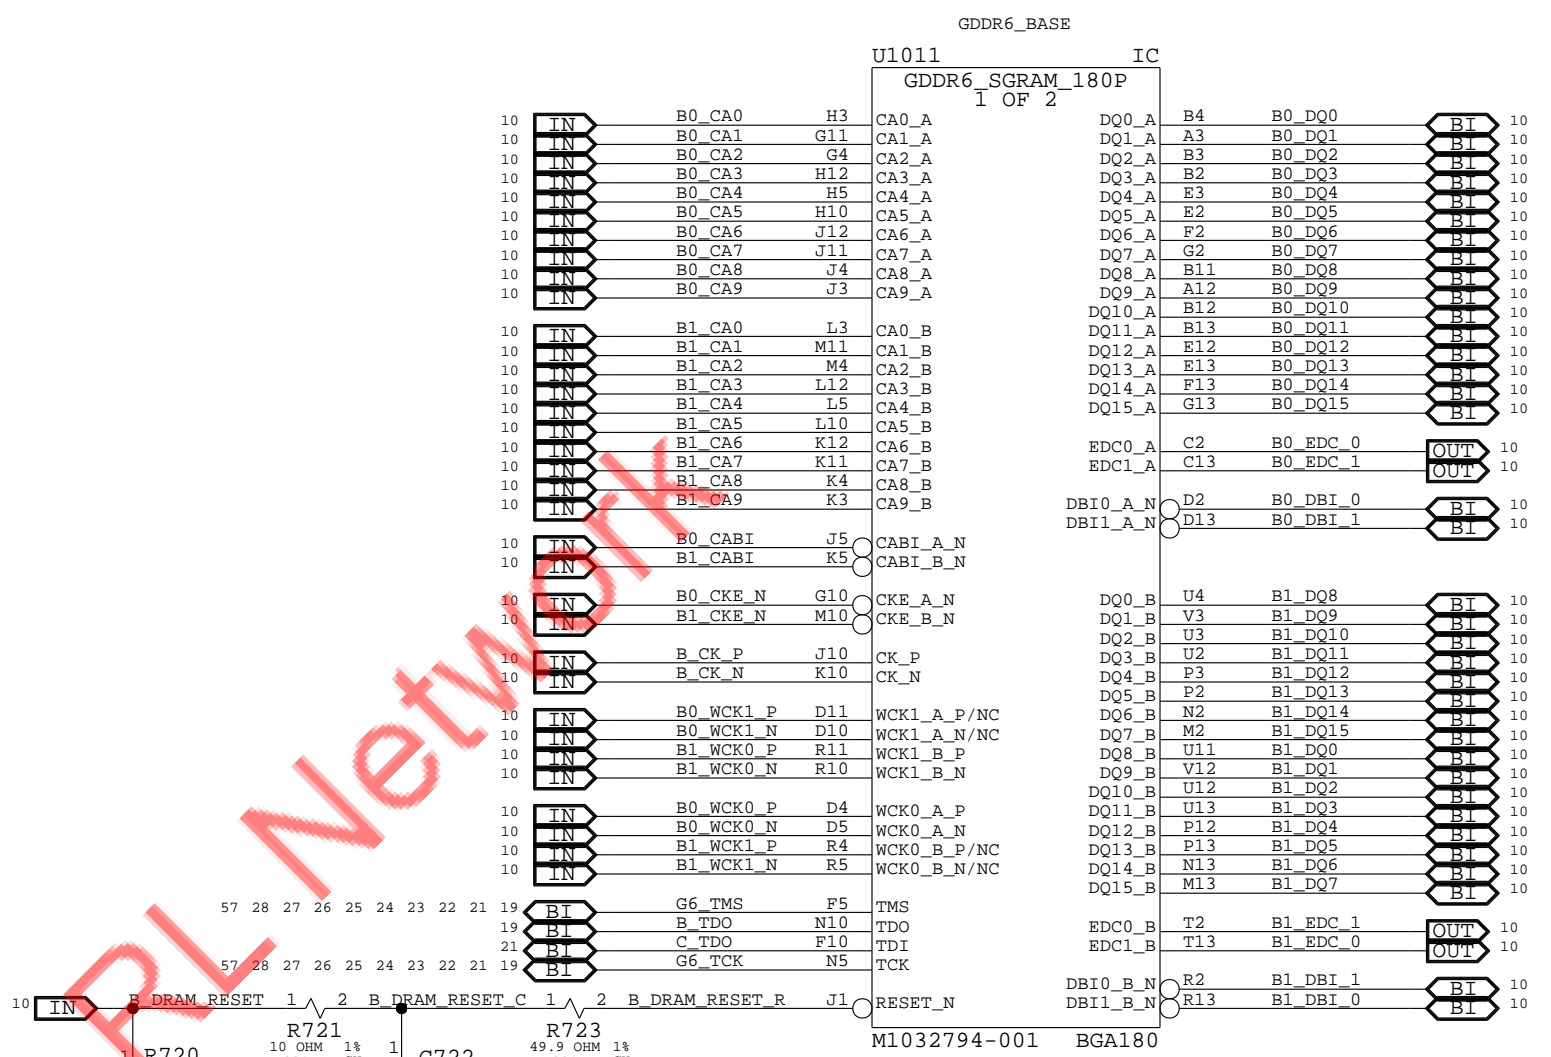 GDDR6_BASE
U1011 IC
GDDR6_SGRAM_180P
1 OF 2
10 IN B0_CA0 H3 CA0_A DQ0_A B4 B0_DQ0 BI 10
10 IN B0_CA1 G11 CA1_A DQ1_A A3 B0_DQ1 BI 10
10 IN B0_CA2 G4 CA2_A DQ2_A B3 B0_DQ2 BI 10
10 IN B0_CA3 H12 CA3_A DQ3_A B2 B0_DQ3 BI 10
10 IN B0_CA4 H5 CA4_A DQ4_A E3 B0_DQ4 BI 10
10 IN B0_CA5 H10 CA5_A DQ5_A E2 B0_DQ5 BI 10
10 IN B0_CA6 J12 CA6_A DQ6_A F2 B0_DQ6 BI 10
10 IN B0_CA7 J11 CA7_A DQ7_A G2 B0_DQ7 BI 10
10 IN B0_CA8 J4 CA8_A DQ8_A B11 B0_DQ8 BI 10
10 IN B0_CA9 J3 CA9_A DQ9_A A12 B0_DQ9 BI 10
DQ10_A B12 B0_DQ10 BI 10
10 IN B1_CA0 L3 CA0_B DQ11_A B13 B0_DQ11 BI 10
10 IN B1_CA1 M11 CA1_B DQ12_A E12 B0_DQ12 BI 10
10 IN B1_CA2 M4 CA2_B DQ13_A E13 B0_DQ13 BI 10
10 IN B1_CA3 L12 CA3_B DQ14_A F13 B0_DQ14 BI 10
10 IN B1_CA4 L5 CA4_B DQ15_A G13 B0_DQ15 BI 10
10 IN B1_CA5 L10 CA5_B
10 IN B1_CA6 K12 CA6_B EDC0_A C2 B0_EDC_0 OUT 10
10 IN B1_CA7 K11 CA7_B EDC1_A C13 B0_EDC_1 OUT 10
10 IN B1_CA8 K4 CA8_B
10 IN B1_CA9 K3 CA9_B DBI0_A_N D2 B0_DBI_0 BI 10
DBI1_A_N D13 B0_DBI_1 BI 10
10 IN B0_CABI J5 CABI_A_N
10 IN B1_CABI K5 CABI_B_N
10 IN B0_CKE_N G10 CKE_A_N DQ0_B U4 B1_DQ8 BI 10
10 IN B1_CKE_N M10 CKE_B_N DQ1_B V3 B1_DQ9 BI 10
DQ2_B U3 B1_DQ10 BI 10
10 IN B_CK_P J10 CK_P DQ3_B U2 B1_DQ11 BI 10
10 IN B_CK_N K10 CK_N DQ4_B P3 B1_DQ12 BI 10
DQ5_B P2 B1_DQ13 BI 10
10 IN B0_WCK1_P D11 WCK1_A_P/NC DQ6_B N2 B1_DQ14 BI 10
10 IN B0_WCK1_N D10 WCK1_A_N/NC DQ7_B M2 B1_DQ15 BI 10
10 IN B1_WCK0_P R11 WCK1_B_P DQ8_B U11 B1_DQ0 BI 10
10 IN B1_WCK0_N R10 WCK1_B_N DQ9_B V12 B1_DQ1 BI 10
DQ10_B U12 B1_DQ2 BI 10
10 IN B0_WCK0_P D4 WCK0_A_P DQ11_B U13 B1_DQ3 BI 10
10 IN B0_WCK0_N D5 WCK0_A_N DQ12_B P12 B1_DQ4 BI 10
10 IN B1_WCK1_P R4 WCK0_B_P/NC DQ13_B P13 B1_DQ5 BI 10
10 IN B1_WCK1_N R5 WCK0_B_N/NC DQ14_B N13 B1_DQ6 BI 10
DQ15_B M13 B1_DQ7 BI 10
57 28 27 26 25 24 23 22 21 19 BI G6_TMS F5 TMS
19 BI B_TDO N10 TDO EDC0_B T2 B1_EDC_1 OUT 10
21 BI C_TDO F10 TDI EDC1_B T13 B1_EDC_0 OUT 10
57 28 27 26 25 24 23 22 21 19 BI G6_TCK N5 TCK
DBI0_B_N R2 B1_DBI_1 BI 10
10 IN B_DRAM_RESET 1 2 B_DRAM_RESET_C 1 2 B_DRAM_RESET_R J1 RESET_N DBI1_B_N R13 B1_DBI_0 BI 10
R721 R723
10 OHM 1% 49.9 OHM 1%
M1032794-001 BGA180
1 R720 1 C722
RL Network